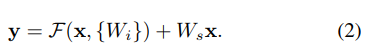 y = F(x, {W_i}) + W_s x. (2)